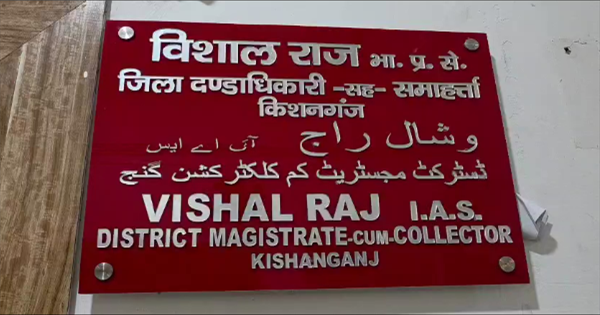 विशाल राज भा. प्र. से.
जिला दण्डाधिकारी -सह- समाहर्त्ता
किशनगंज
وشال راج آئی اے ایس
ڈسٹرکٹ مجسٹریٹ کم کلکٹر کشن گنج
VISHAL RAJ I.A.S.
DISTRICT MAGISTRATE-CUM-COLLECTOR
KISHANGANJ